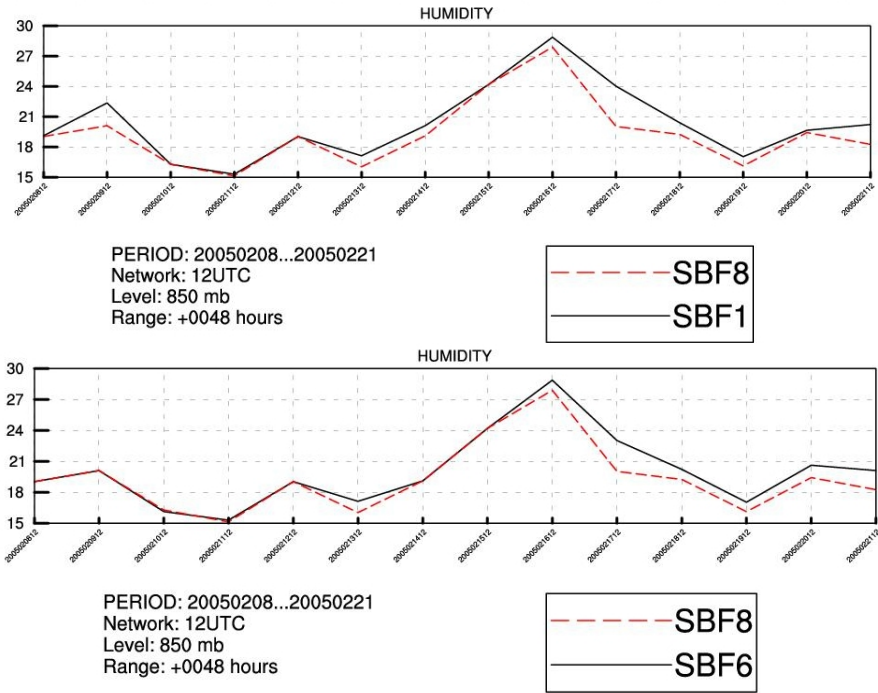 HUMIDITY
30
27
24
21
18
15
2005020812 2005020912 2005021012 2005021112 2005021212 2005021312 2005021412 2005021512 2005021612 2005021712 2005021812 2005021912 2005022012 2005022112
PERIOD: 20050208...20050221
Network: 12UTC
Level: 850 mb
Range: +0048 hours
SBF8
SBF1
HUMIDITY
30
27
24
21
18
15
2005020812 2005020912 2005021012 2005021112 2005021212 2005021312 2005021412 2005021512 2005021612 2005021712 2005021812 2005021912 2005022012 2005022112
PERIOD: 20050208...20050221
Network: 12UTC
Level: 850 mb
Range: +0048 hours
SBF8
SBF6